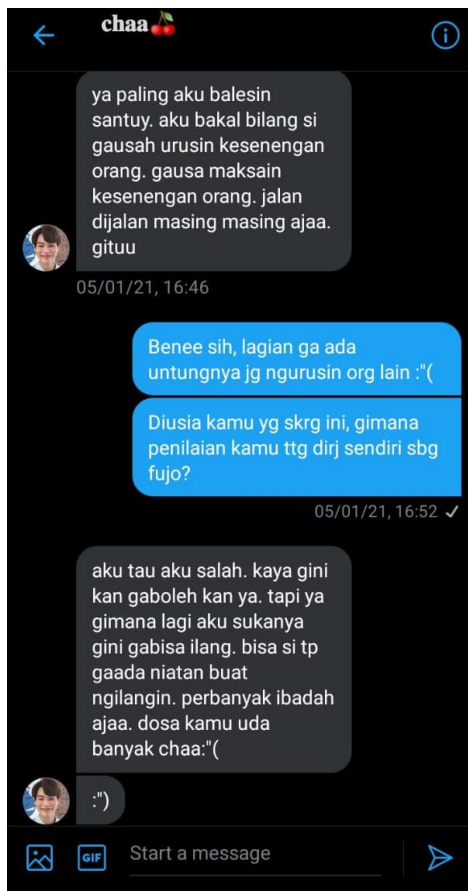 chaa🍒
ya paling aku balesin
santuy. aku bakal bilang si
gausah urusin kesenengan
orang. gausa maksain
kesenengan orang. jalan
dijalan masing masing ajaa.
gituu
05/01/21, 16:46
Benee sih, lagian ga ada
untungnya jg ngurusin org lain :"(
Diusia kamu yg skrg ini, gimana
penilaian kamu ttg dirj sendiri sbg
fujo?
05/01/21, 16:52 ✓
aku tau aku salah. kaya gini
kan gaboleh kan ya. tapi ya
gimana lagi aku sukanya
gini gabisa ilang. bisa si tp
gaada niatan buat
ngilangin. perbanyak ibadah
ajaa. dosa kamu uda
banyak chaa:"(
:")
GIF Start a message